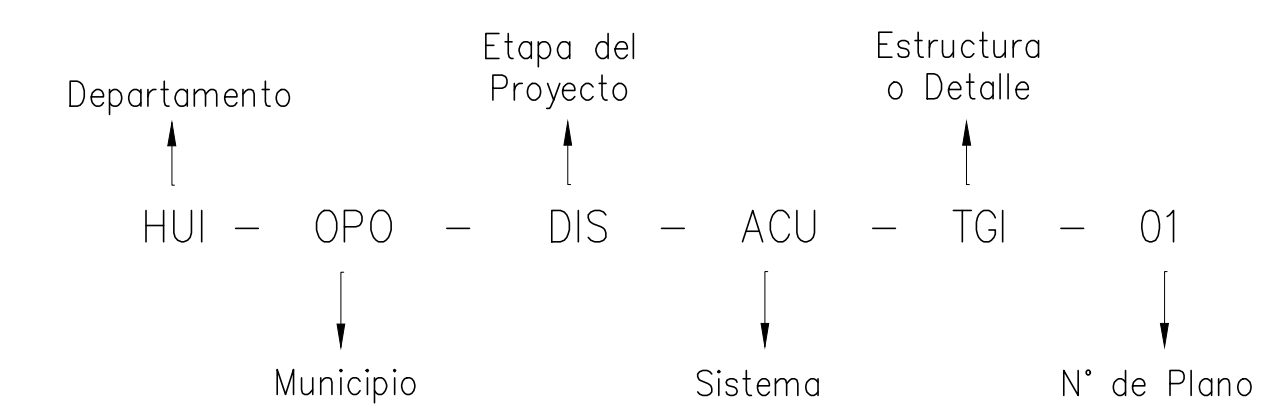 Etapa del
Proyecto
Estructura
o Detalle
Departamento
HUI - OPO - DIS - ACU - TGI - 01
Municipio
Sistema
N° de Plano